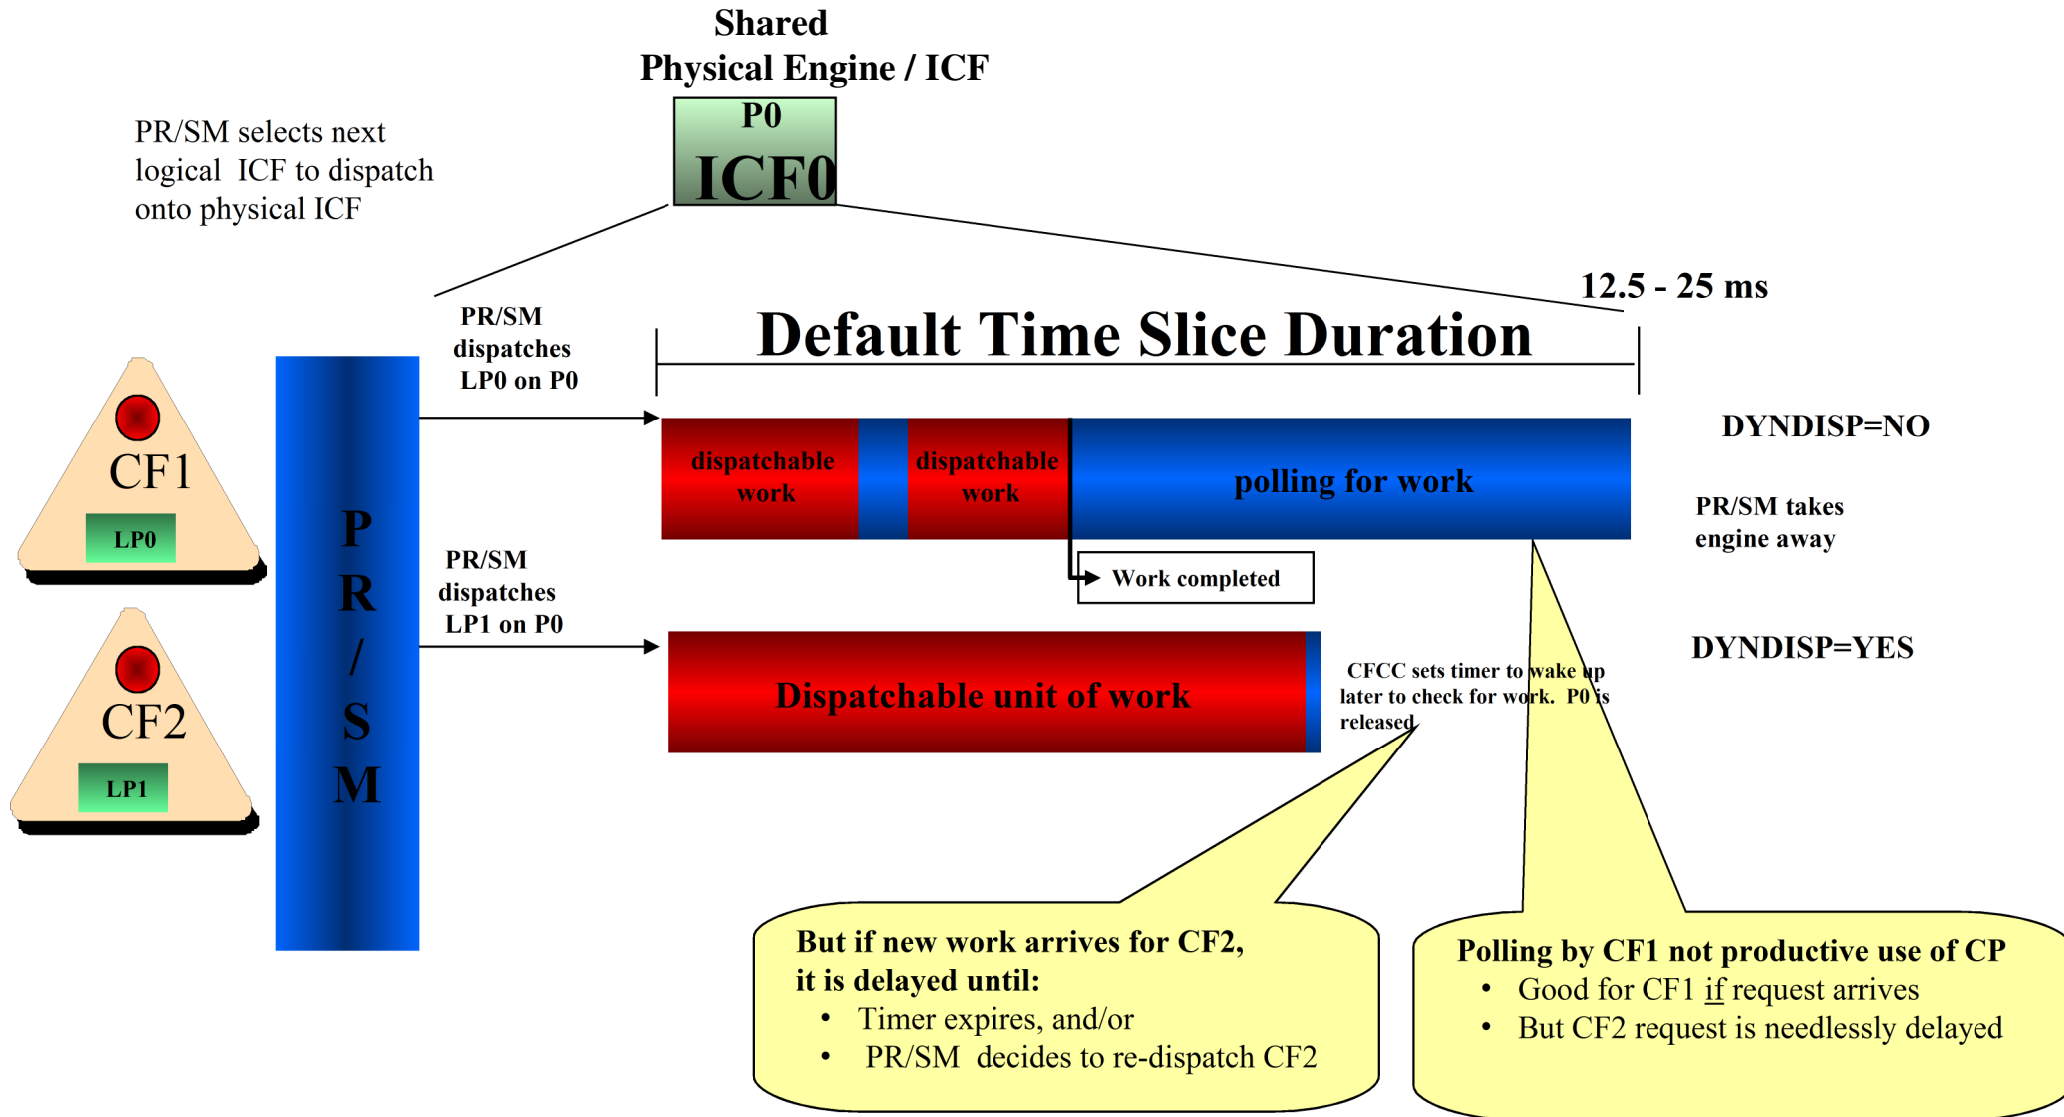 Shared
Physical Engine / ICF
P0
ICF0
PR/SM selects next
logical ICF to dispatch
onto physical ICF
12.5 - 25 ms
Default Time Slice Duration
PR/SM
dispatches
LP0 on P0
CF1
LP0
PR/SM
dispatchable
work
dispatchable
work
polling for work
DYNDISP=NO
PR/SM takes
engine away
Work completed
PR/SM
dispatches
LP1 on P0
CF2
LP1
Dispatchable unit of work
CFCC sets timer to wake up
later to check for work. P0 is
released
DYNDISP=YES
But if new work arrives for CF2,
it is delayed until:
• Timer expires, and/or
• PR/SM decides to re-dispatch CF2
Polling by CF1 not productive use of CP
• Good for CF1 if request arrives
• But CF2 request is needlessly delayed